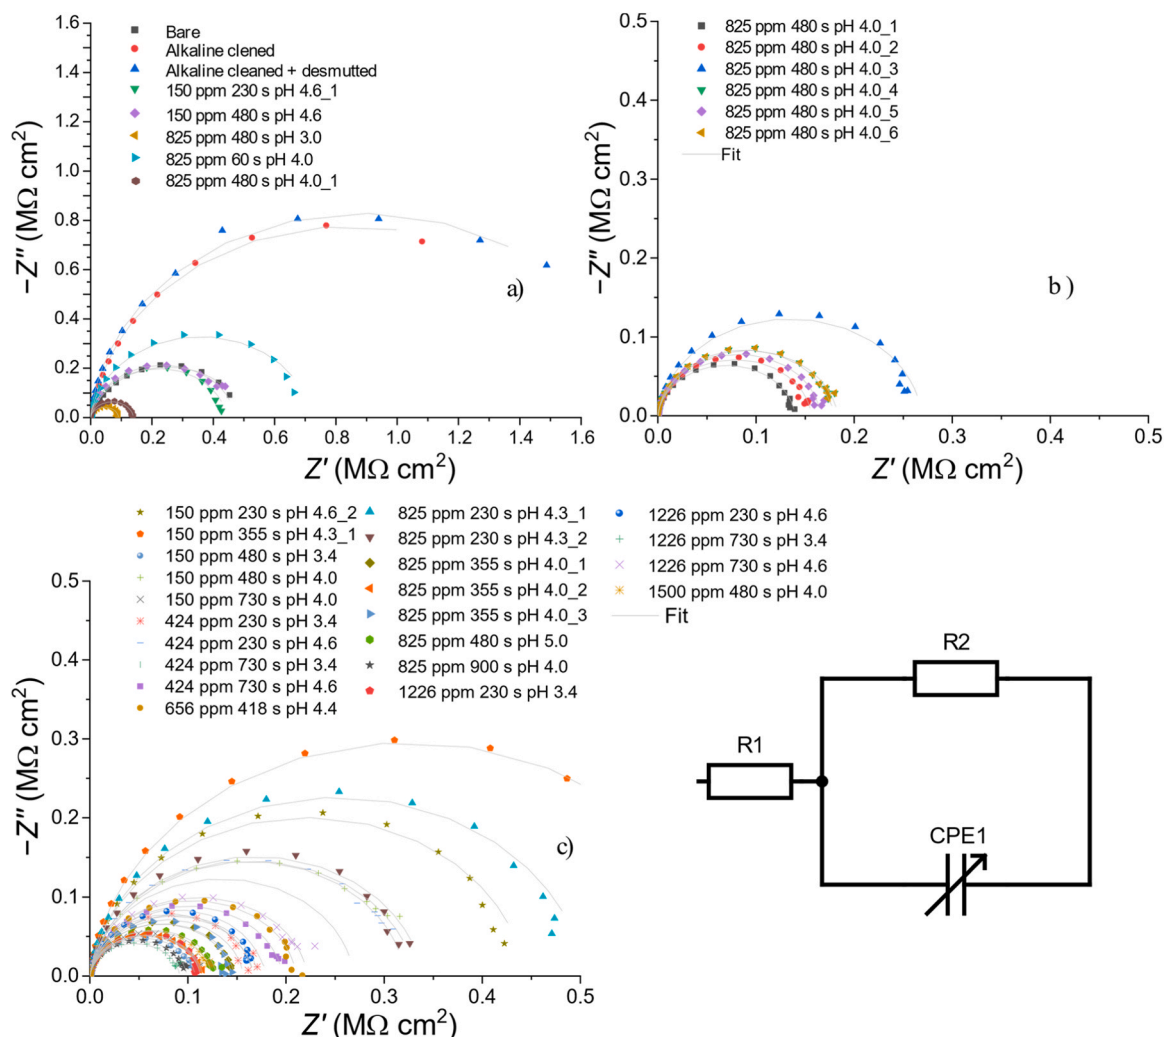 1.6
1.4
1.2
1.0
0.8
0.6
0.4
0.2
0.0
−Z″ (MΩ cm²)
Bare
Alkaline clened
Alkaline cleaned + desmutted
150 ppm 230 s pH 4.6_1
150 ppm 480 s pH 4.6
825 ppm 480 s pH 3.0
825 ppm 60 s pH 4.0
825 ppm 480 s pH 4.0_1
a)
0.0 0.2 0.4 0.6 0.8 1.0 1.2 1.4 1.6
Z′ (MΩ cm²)
0.5
0.4
0.3
0.2
0.1
0.0
−Z″ (MΩ cm²)
825 ppm 480 s pH 4.0_1
825 ppm 480 s pH 4.0_2
825 ppm 480 s pH 4.0_3
825 ppm 480 s pH 4.0_4
825 ppm 480 s pH 4.0_5
825 ppm 480 s pH 4.0_6
Fit
b )
0.0 0.1 0.2 0.3 0.4 0.5
Z′ (MΩ cm²)
150 ppm 230 s pH 4.6_2
150 ppm 355 s pH 4.3_1
150 ppm 480 s pH 3.4
150 ppm 480 s pH 4.0
150 ppm 730 s pH 4.0
424 ppm 230 s pH 3.4
424 ppm 230 s pH 4.6
424 ppm 730 s pH 3.4
424 ppm 730 s pH 4.6
656 ppm 418 s pH 4.4
825 ppm 230 s pH 4.3_1
825 ppm 230 s pH 4.3_2
825 ppm 355 s pH 4.0_1
825 ppm 355 s pH 4.0_2
825 ppm 355 s pH 4.0_3
825 ppm 480 s pH 5.0
825 ppm 900 s pH 4.0
1226 ppm 230 s pH 3.4
1226 ppm 230 s pH 4.6
1226 ppm 730 s pH 3.4
1226 ppm 730 s pH 4.6
1500 ppm 480 s pH 4.0
Fit
0.5
0.4
0.3
0.2
0.1
0.0
−Z″ (MΩ cm²)
c)
0.0 0.1 0.2 0.3 0.4 0.5
Z′ (MΩ cm²)
R2
R1
CPE1